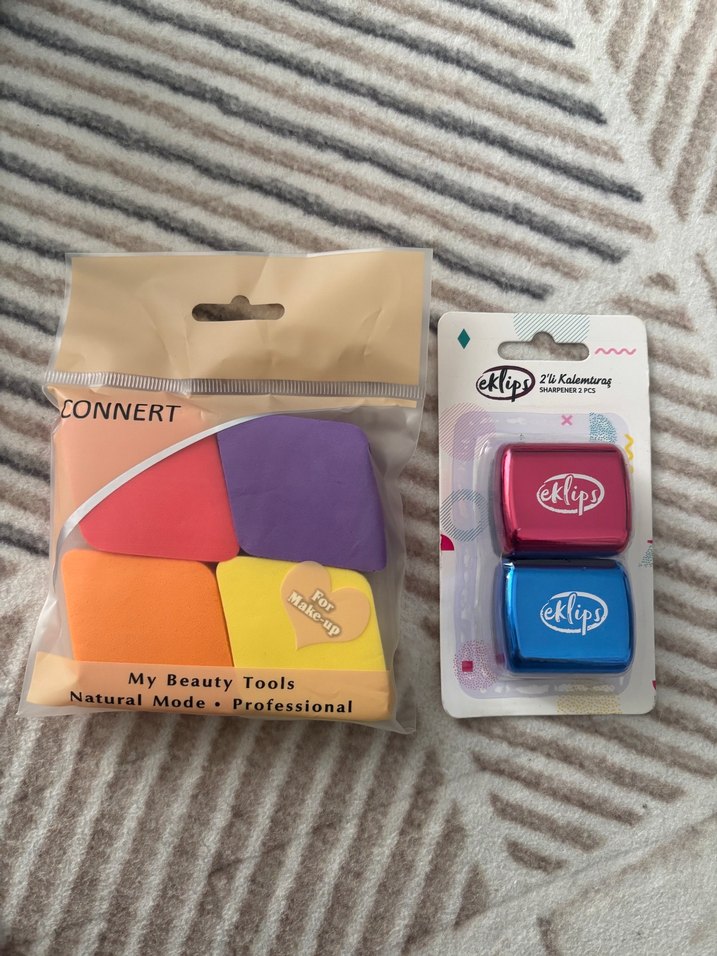 CONNERT
For
Make-up
My Beauty Tools
Natural Mode • Professional
eklips
2'li Kalemtıraş
SHARPENER 2 PCS
eklips
eklips